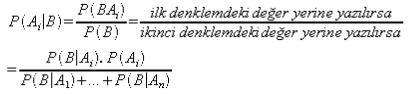 P(A_i|B) = P(BA_i) / P(B) = ilk denklemdeki değer yerine yazılırsa / ikinci denklemdeki değer yerine yazılırsa
= P(B|A_i). P(A_i) / P(B|A_1)+...+P(B|A_n)